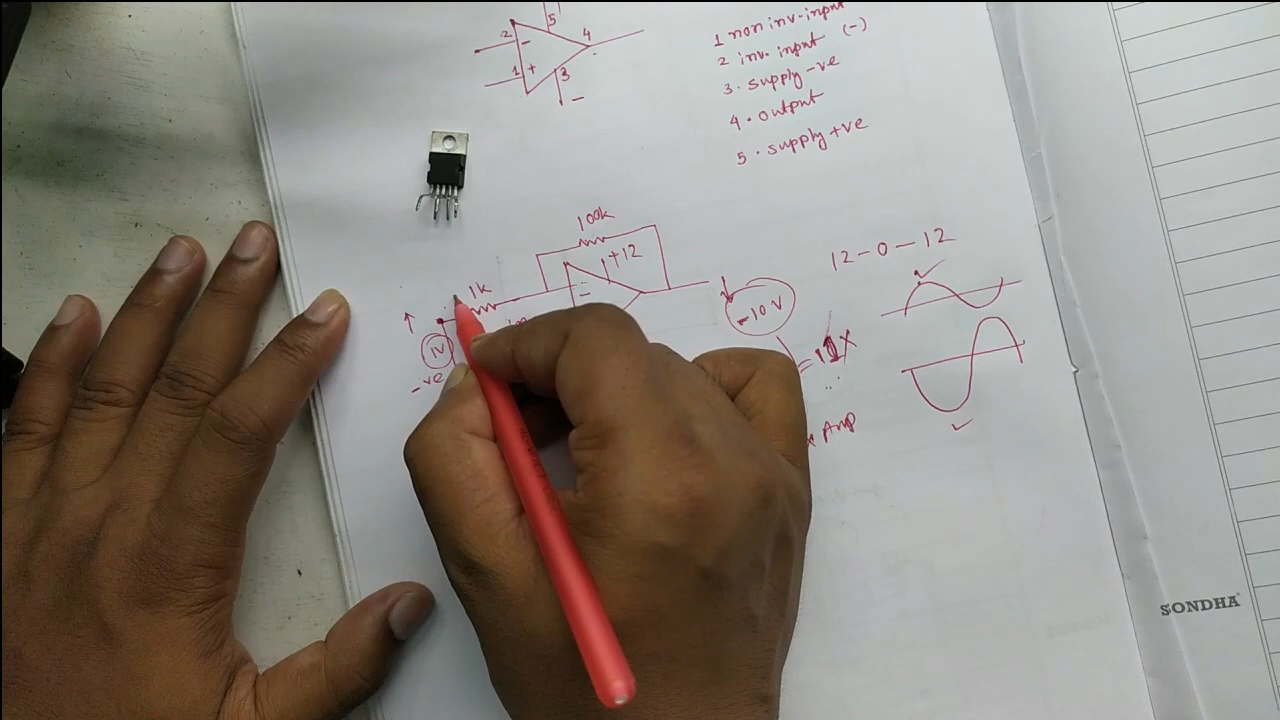 5
2
4
-
1
+
3
-
1 non inv-input
2 inv. input (-)
3. supply -ve
4. output
5. supply +ve
100k
+12
1k
1V
-ve
-10V
12-0-12
Amp
SONDHA